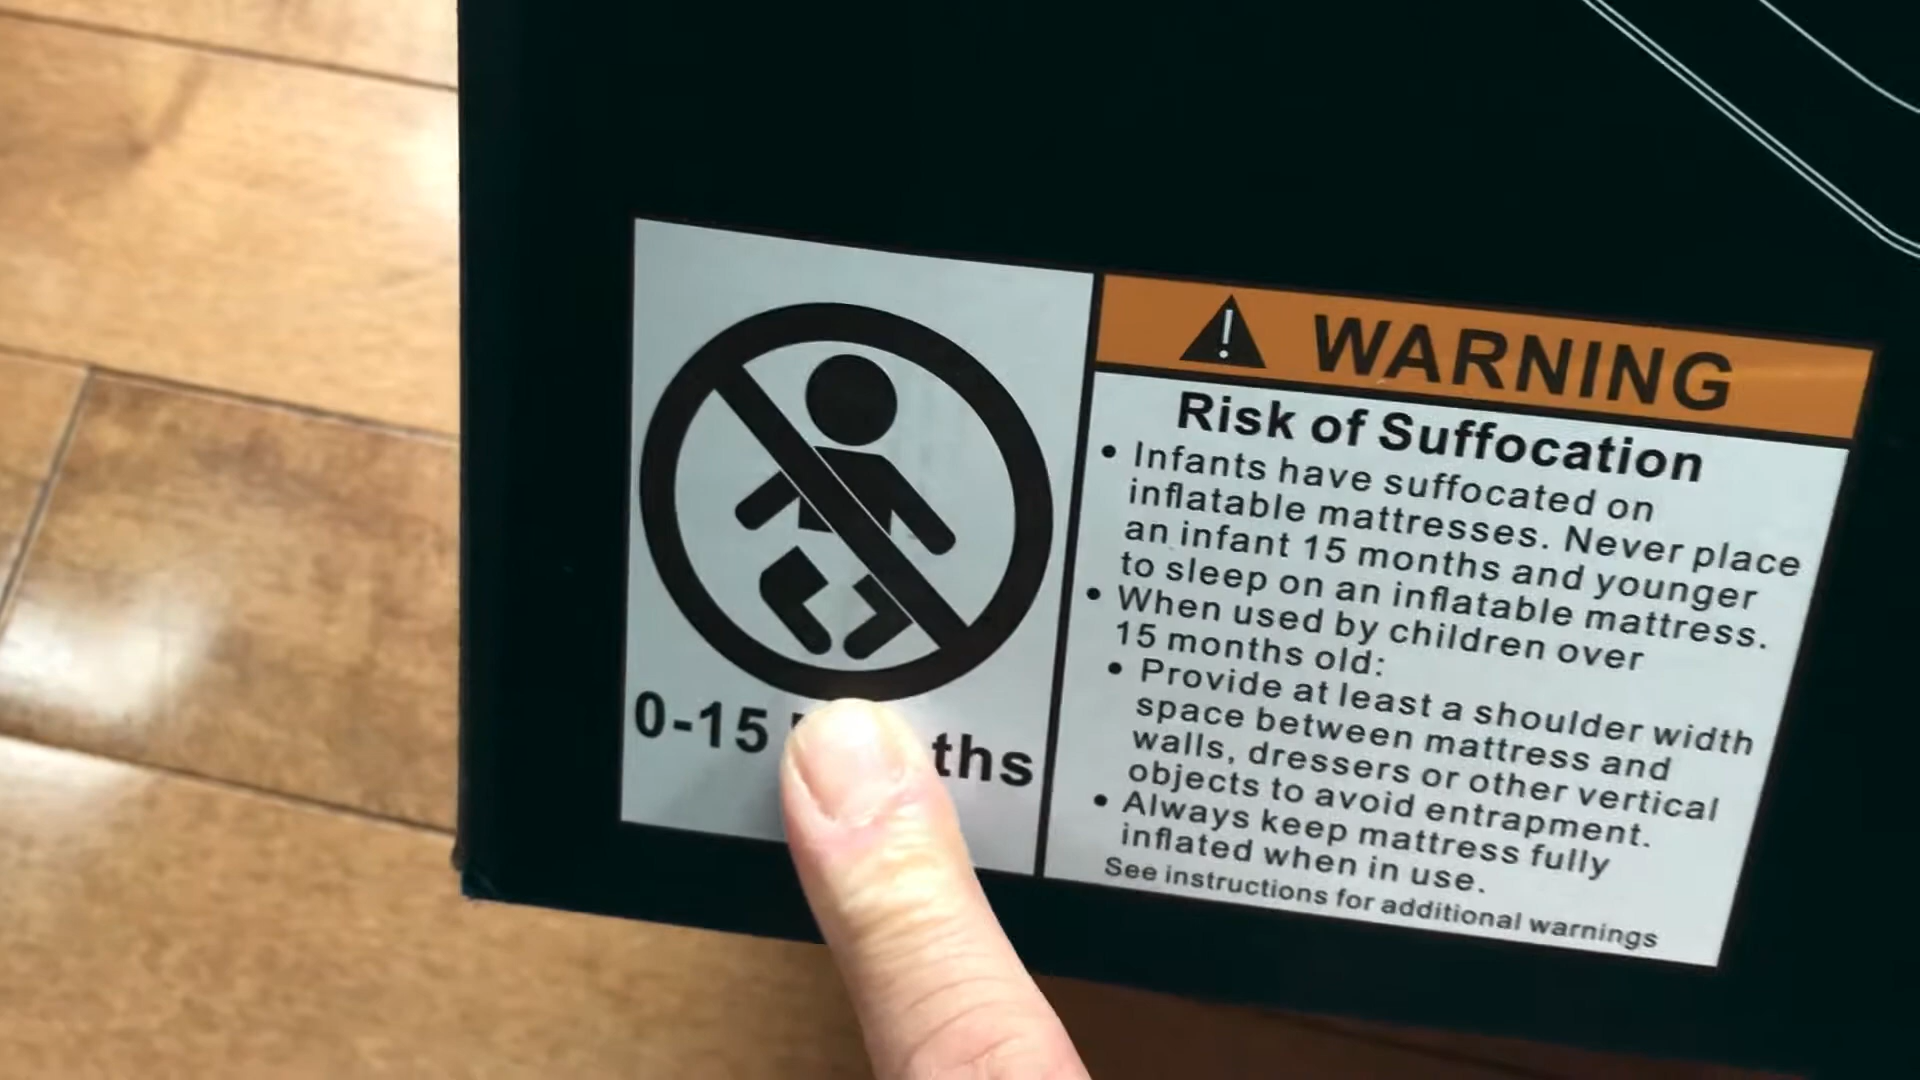 0-15 ths
WARNING
Risk of Suffocation
• Infants have suffocated on
inflatable mattresses. Never place
an infant 15 months and younger
to sleep on an inflatable mattress.
• When used by children over
15 months old:
• Provide at least a shoulder width
space between mattress and
walls, dressers or other vertical
objects to avoid entrapment.
• Always keep mattress fully
inflated when in use.
See instructions for additional warnings